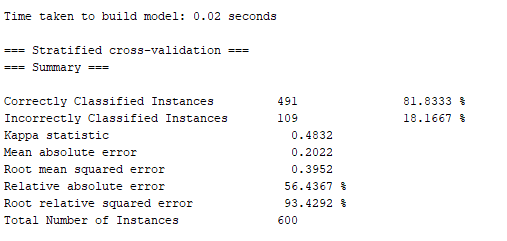 Time taken to build model: 0.02 seconds
=== Stratified cross-validation ===
=== Summary ===
Correctly Classified Instances 491 81.8333 %
Incorrectly Classified Instances 109 18.1667 %
Kappa statistic 0.4832
Mean absolute error 0.2022
Root mean squared error 0.3952
Relative absolute error 56.4367 %
Root relative squared error 93.4292 %
Total Number of Instances 600